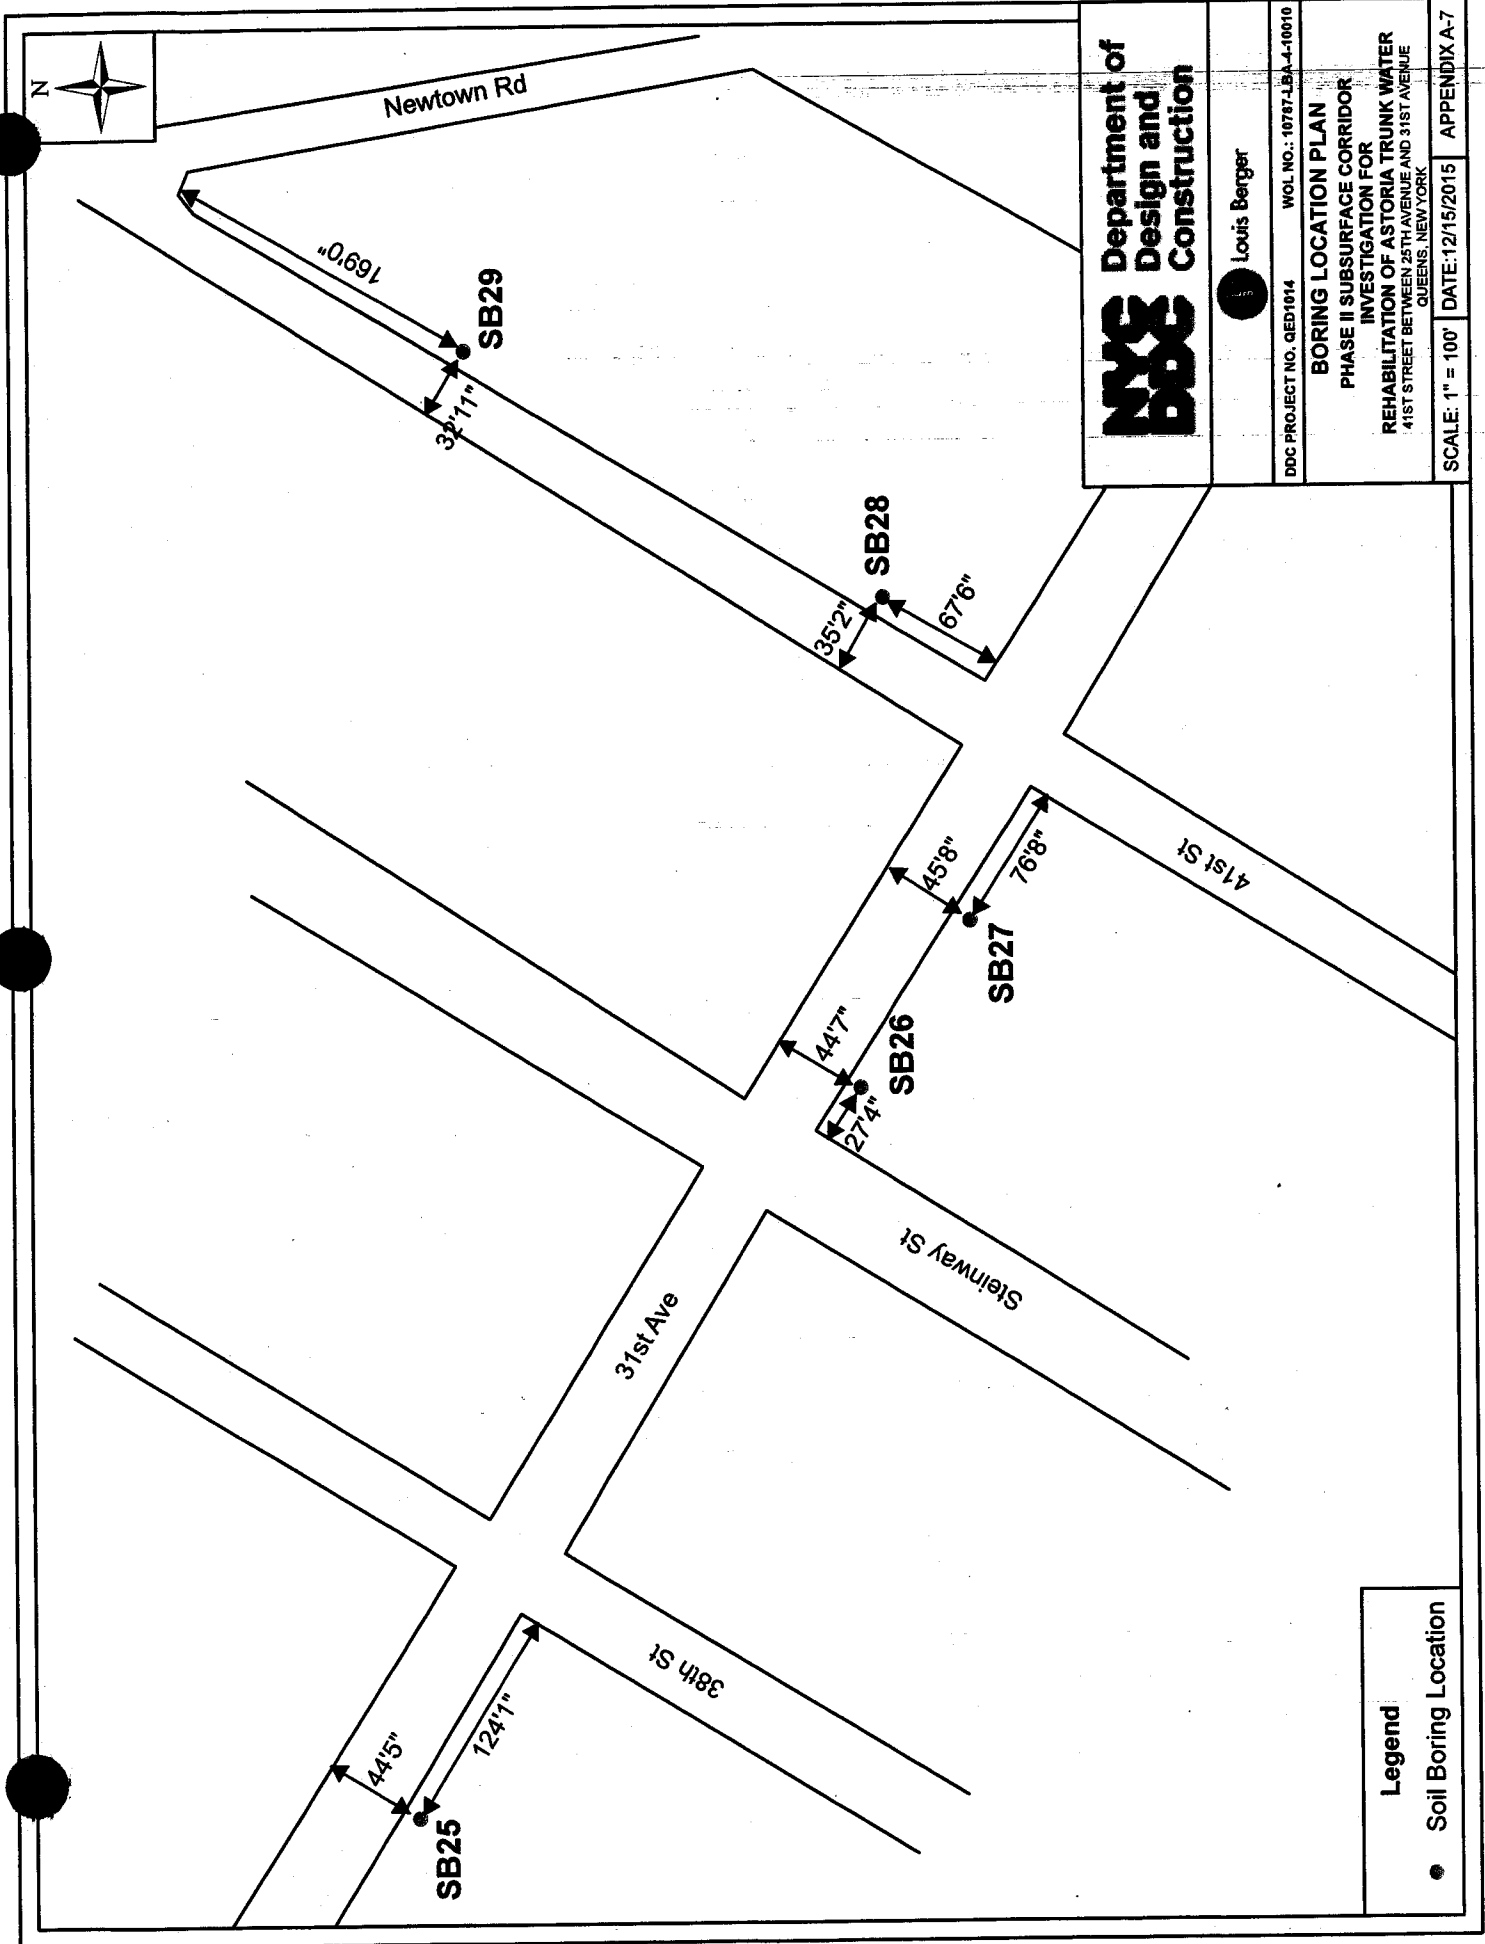 N
Newtown Rd
169'0"
SB29
32'11"
SB28
35'2"
67'6"
45'8"
76'8"
SB27
41st St
44'7"
SB26
27'4"
Steinway St
31st Ave
38th St
44'5"
124'1"
SB25
Legend
Soil Boring Location
NYC DDC
Department of
Design and
Construction
Louis Berger
DDC PROJECT NO. QED1014 WOL NO.: 10787-LBA-4-10010
BORING LOCATION PLAN
PHASE II SUBSURFACE CORRIDOR
INVESTIGATION FOR
REHABILITATION OF ASTORIA TRUNK WATER
41ST STREET BETWEEN 25TH AVENUE AND 31ST AVENUE
QUEENS, NEW YORK
SCALE: 1" = 100' DATE:12/15/2015 APPENDIX A-7